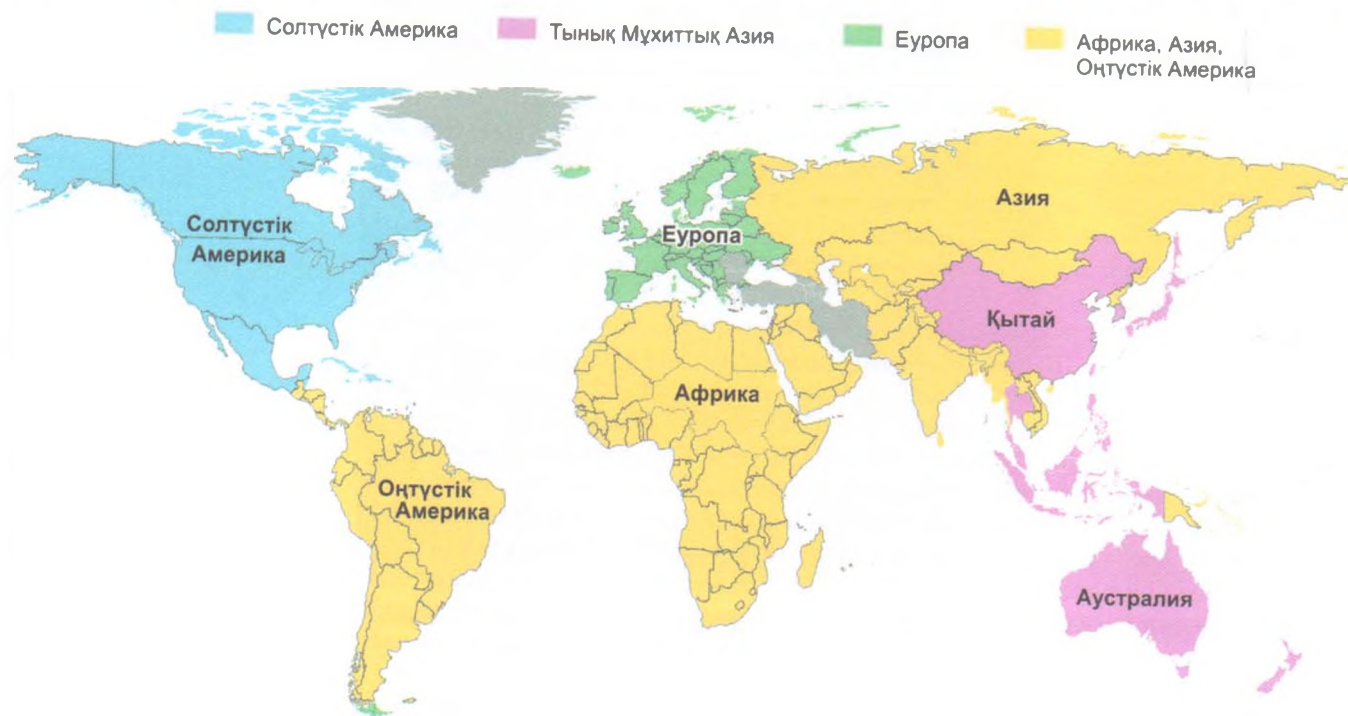 Солтүстік Америка
Тынық Мұхиттық Азия
Еуропа
Африка, Азия,
Оңтүстік Америка
Азия
Солтүстік
Америка
Еуропа
Қытай
Африка
Оңтүстік
Америка
Аустралия